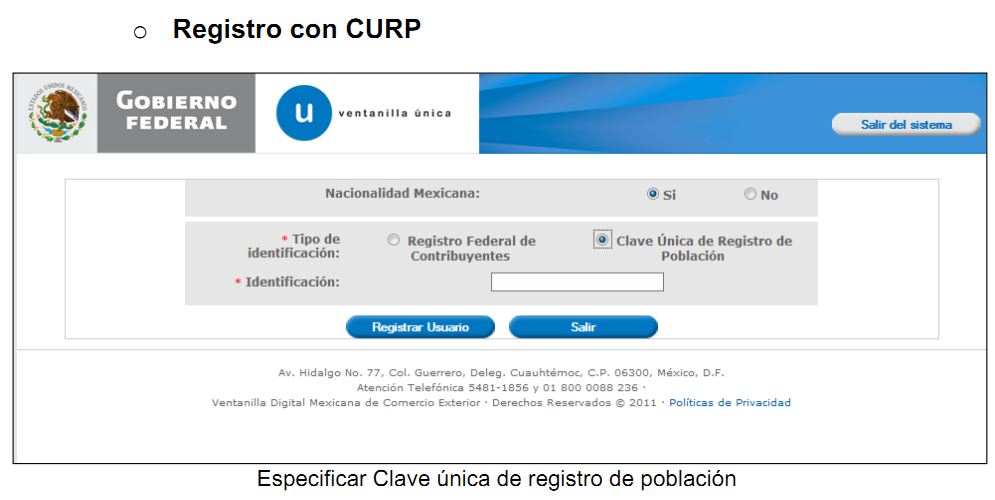 Registro con CURP
ESTADOS UNIDOS MEXICANOS
GOBIERNO
FEDERAL
u ventanilla única
Salir del sistema
Nacionalidad Mexicana: Si No
* Tipo de identificación: Registro Federal de Contribuyentes Clave Única de Registro de Población
* Identificación:
Registrar Usuario Salir
Av. Hidalgo No. 77, Col. Guerrero, Deleg. Cuauhtémoc, C.P. 06300, México, D.F.
Atención Telefónica 5481-1856 y 01 800 0088 236 ·
Ventanilla Digital Mexicana de Comercio Exterior · Derechos Reservados © 2011 · Políticas de Privacidad
Especificar Clave única de registro de población